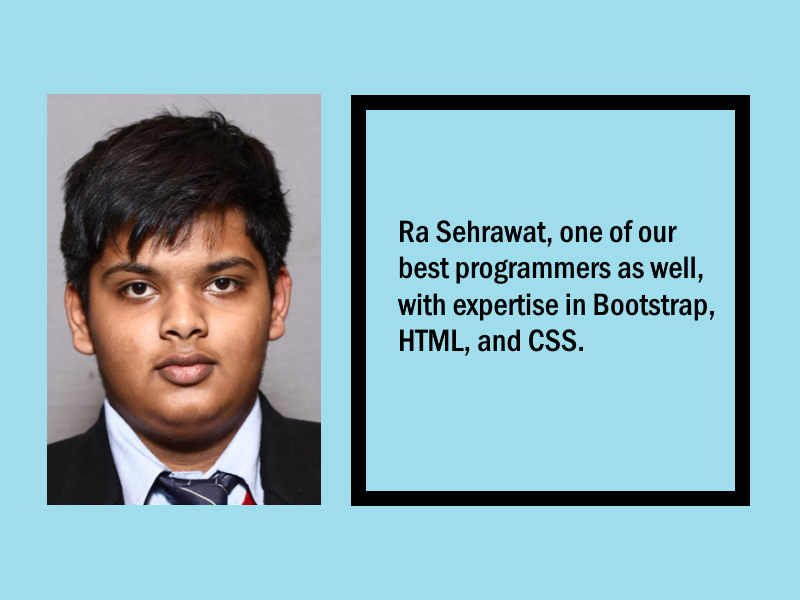 Ra Sehrawat, one of our
best programmers as well,
with expertise in Bootstrap,
HTML, and CSS.